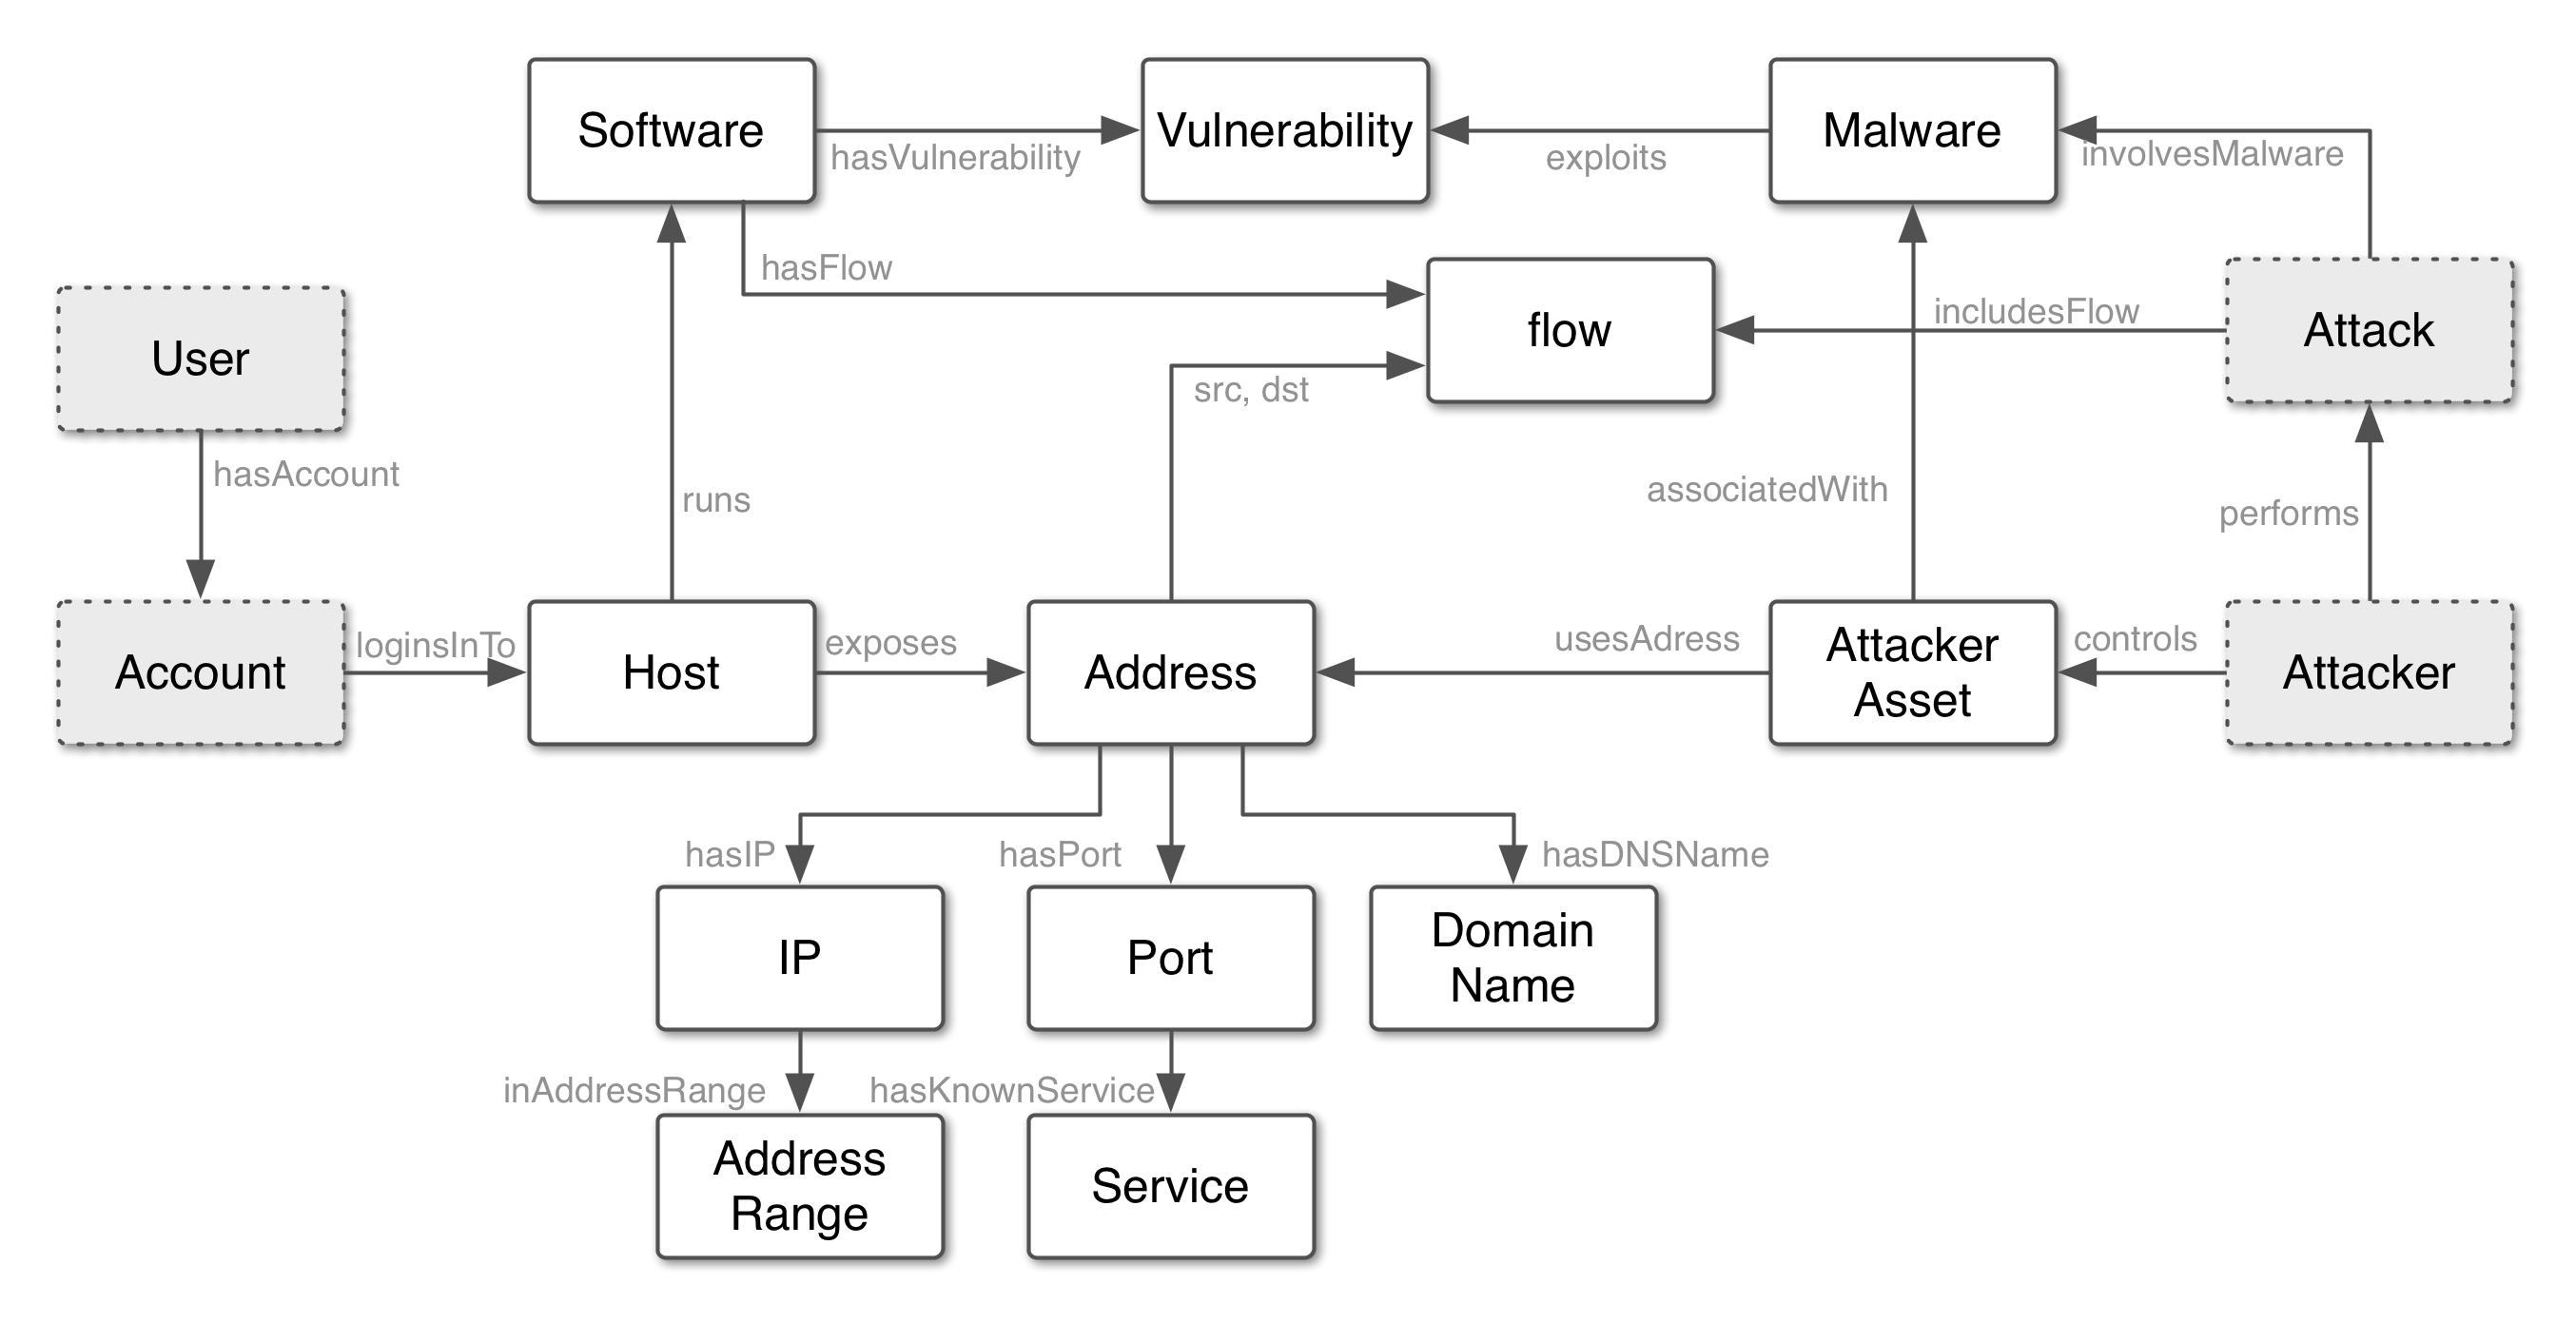 Software
hasVulnerability
Vulnerability
exploits
Malware
involvesMalware
hasFlow
flow
includesFlow
Attack
User
src, dst
hasAccount
runs
associatedWith
performs
Account
loginsInTo
Host
exposes
Address
usesAdress
Attacker
Asset
controls
Attacker
hasIP
hasPort
hasDNSName
IP
Port
Domain
Name
inAddressRange
hasKnownService
Address
Range
Service